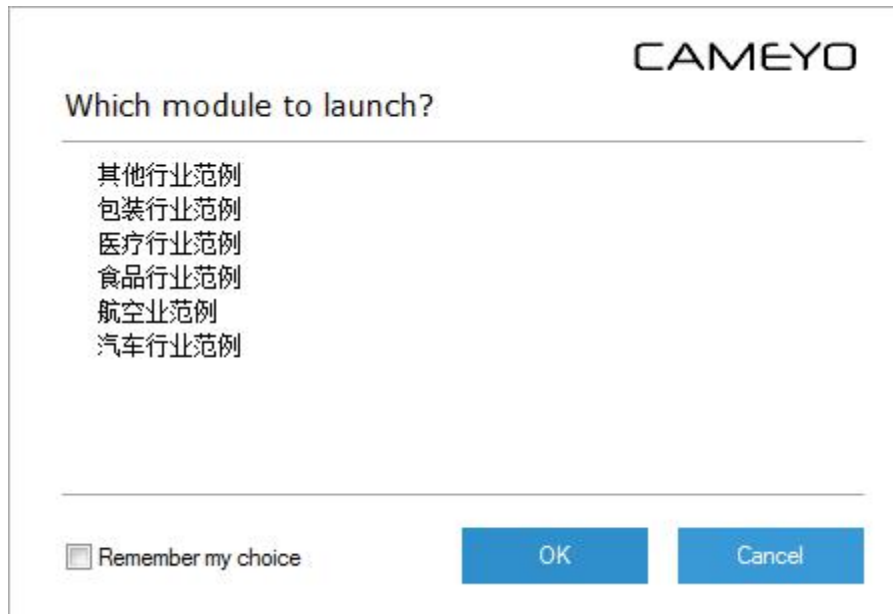 CAMEYO
Which module to launch?
其他行业范例
包装行业范例
医疗行业范例
食品行业范例
航空业范例
汽车行业范例
Remember my choice
OK
Cancel